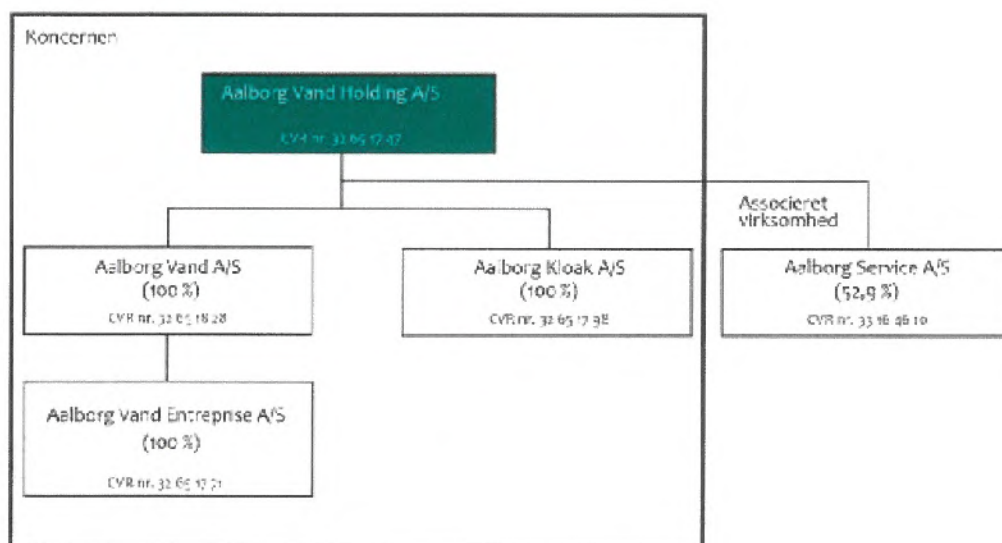 Koncernen
Aalborg Vand Holding A/S
CVR nr. 32 65 17 47
Associeret
virksomhed
Aalborg Vand A/S
(100 %)
CVR nr. 32 65 18 28
Aalborg Kloak A/S
(100 %)
CVR nr. 32 65 17 98
Aalborg Service A/S
(52,9 %)
CVR nr. 33 16 46 10
Aalborg Vand Entreprise A/S
(100 %)
CVR nr. 32 65 17 71